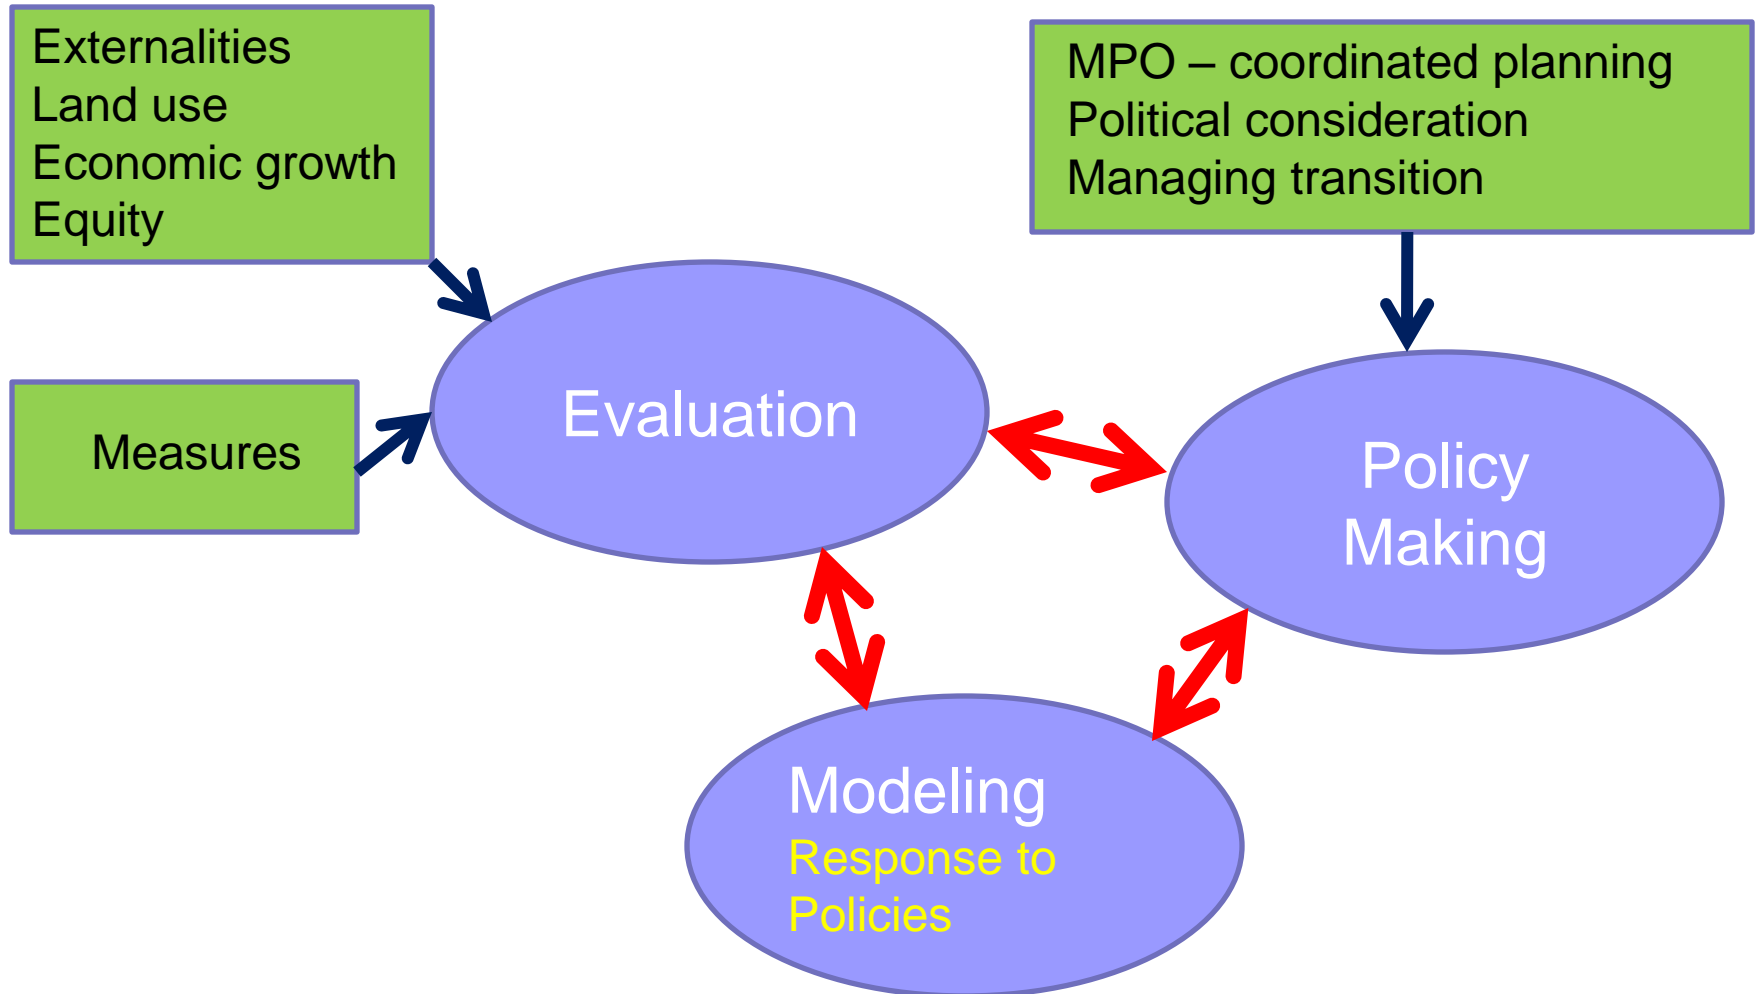 Externalities
Land use
Economic growth
Equity
MPO – coordinated planning
Political consideration
Managing transition
Measures
Evaluation
Policy
Making
Modeling
Response to
Policies